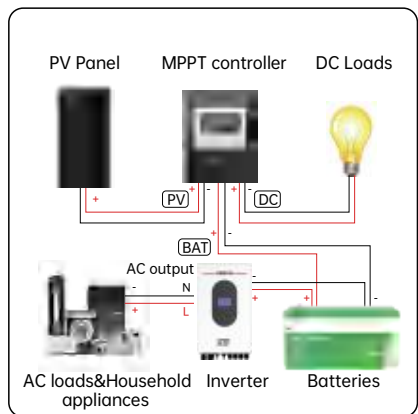 PV Panel
MPPT controller
DC Loads
+
PV
+
-
+
-
DC
+
-
BAT
AC output
-
N
+
L
-
+
+
-
AC loads&Household
appliances
Inverter
Batteries